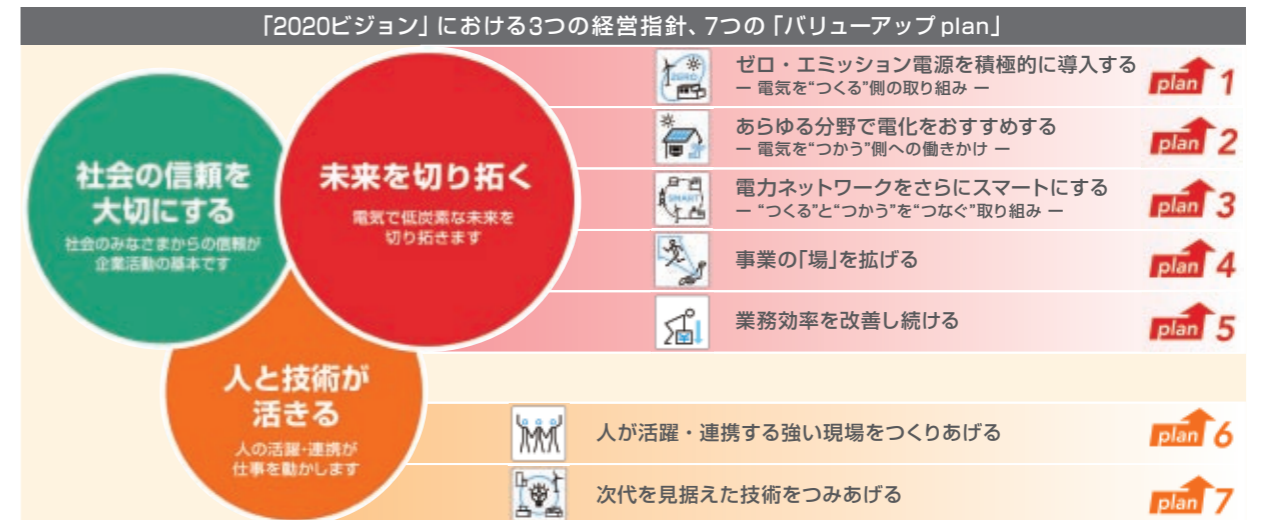 「2020ビジョン」における3つの経営指針、7つの「バリューアップplan」
社会の信頼を
大切にする
社会のみなさまからの信頼が
企業活動の基本です
未来を切り拓く
電気で低炭素な未来を
切り拓きます
人と技術が
活きる
人の活躍・連携が
仕事を動かします
ZERO
ゼロ・エミッション電源を積極的に導入する
ー 電気を“つくる”側の取り組み ー
plan 1
あらゆる分野で電化をおすすめする
ー 電気を“つかう”側への働きかけ ー
plan 2
SMART
電力ネットワークをさらにスマートにする
ー “つくる”と“つかう”を“つなぐ”取り組み ー
plan 3
事業の「場」を拡げる
plan 4
業務効率を改善し続ける
plan 5
人が活躍・連携する強い現場をつくりあげる
plan 6
次代を見据えた技術をつみあげる
plan 7